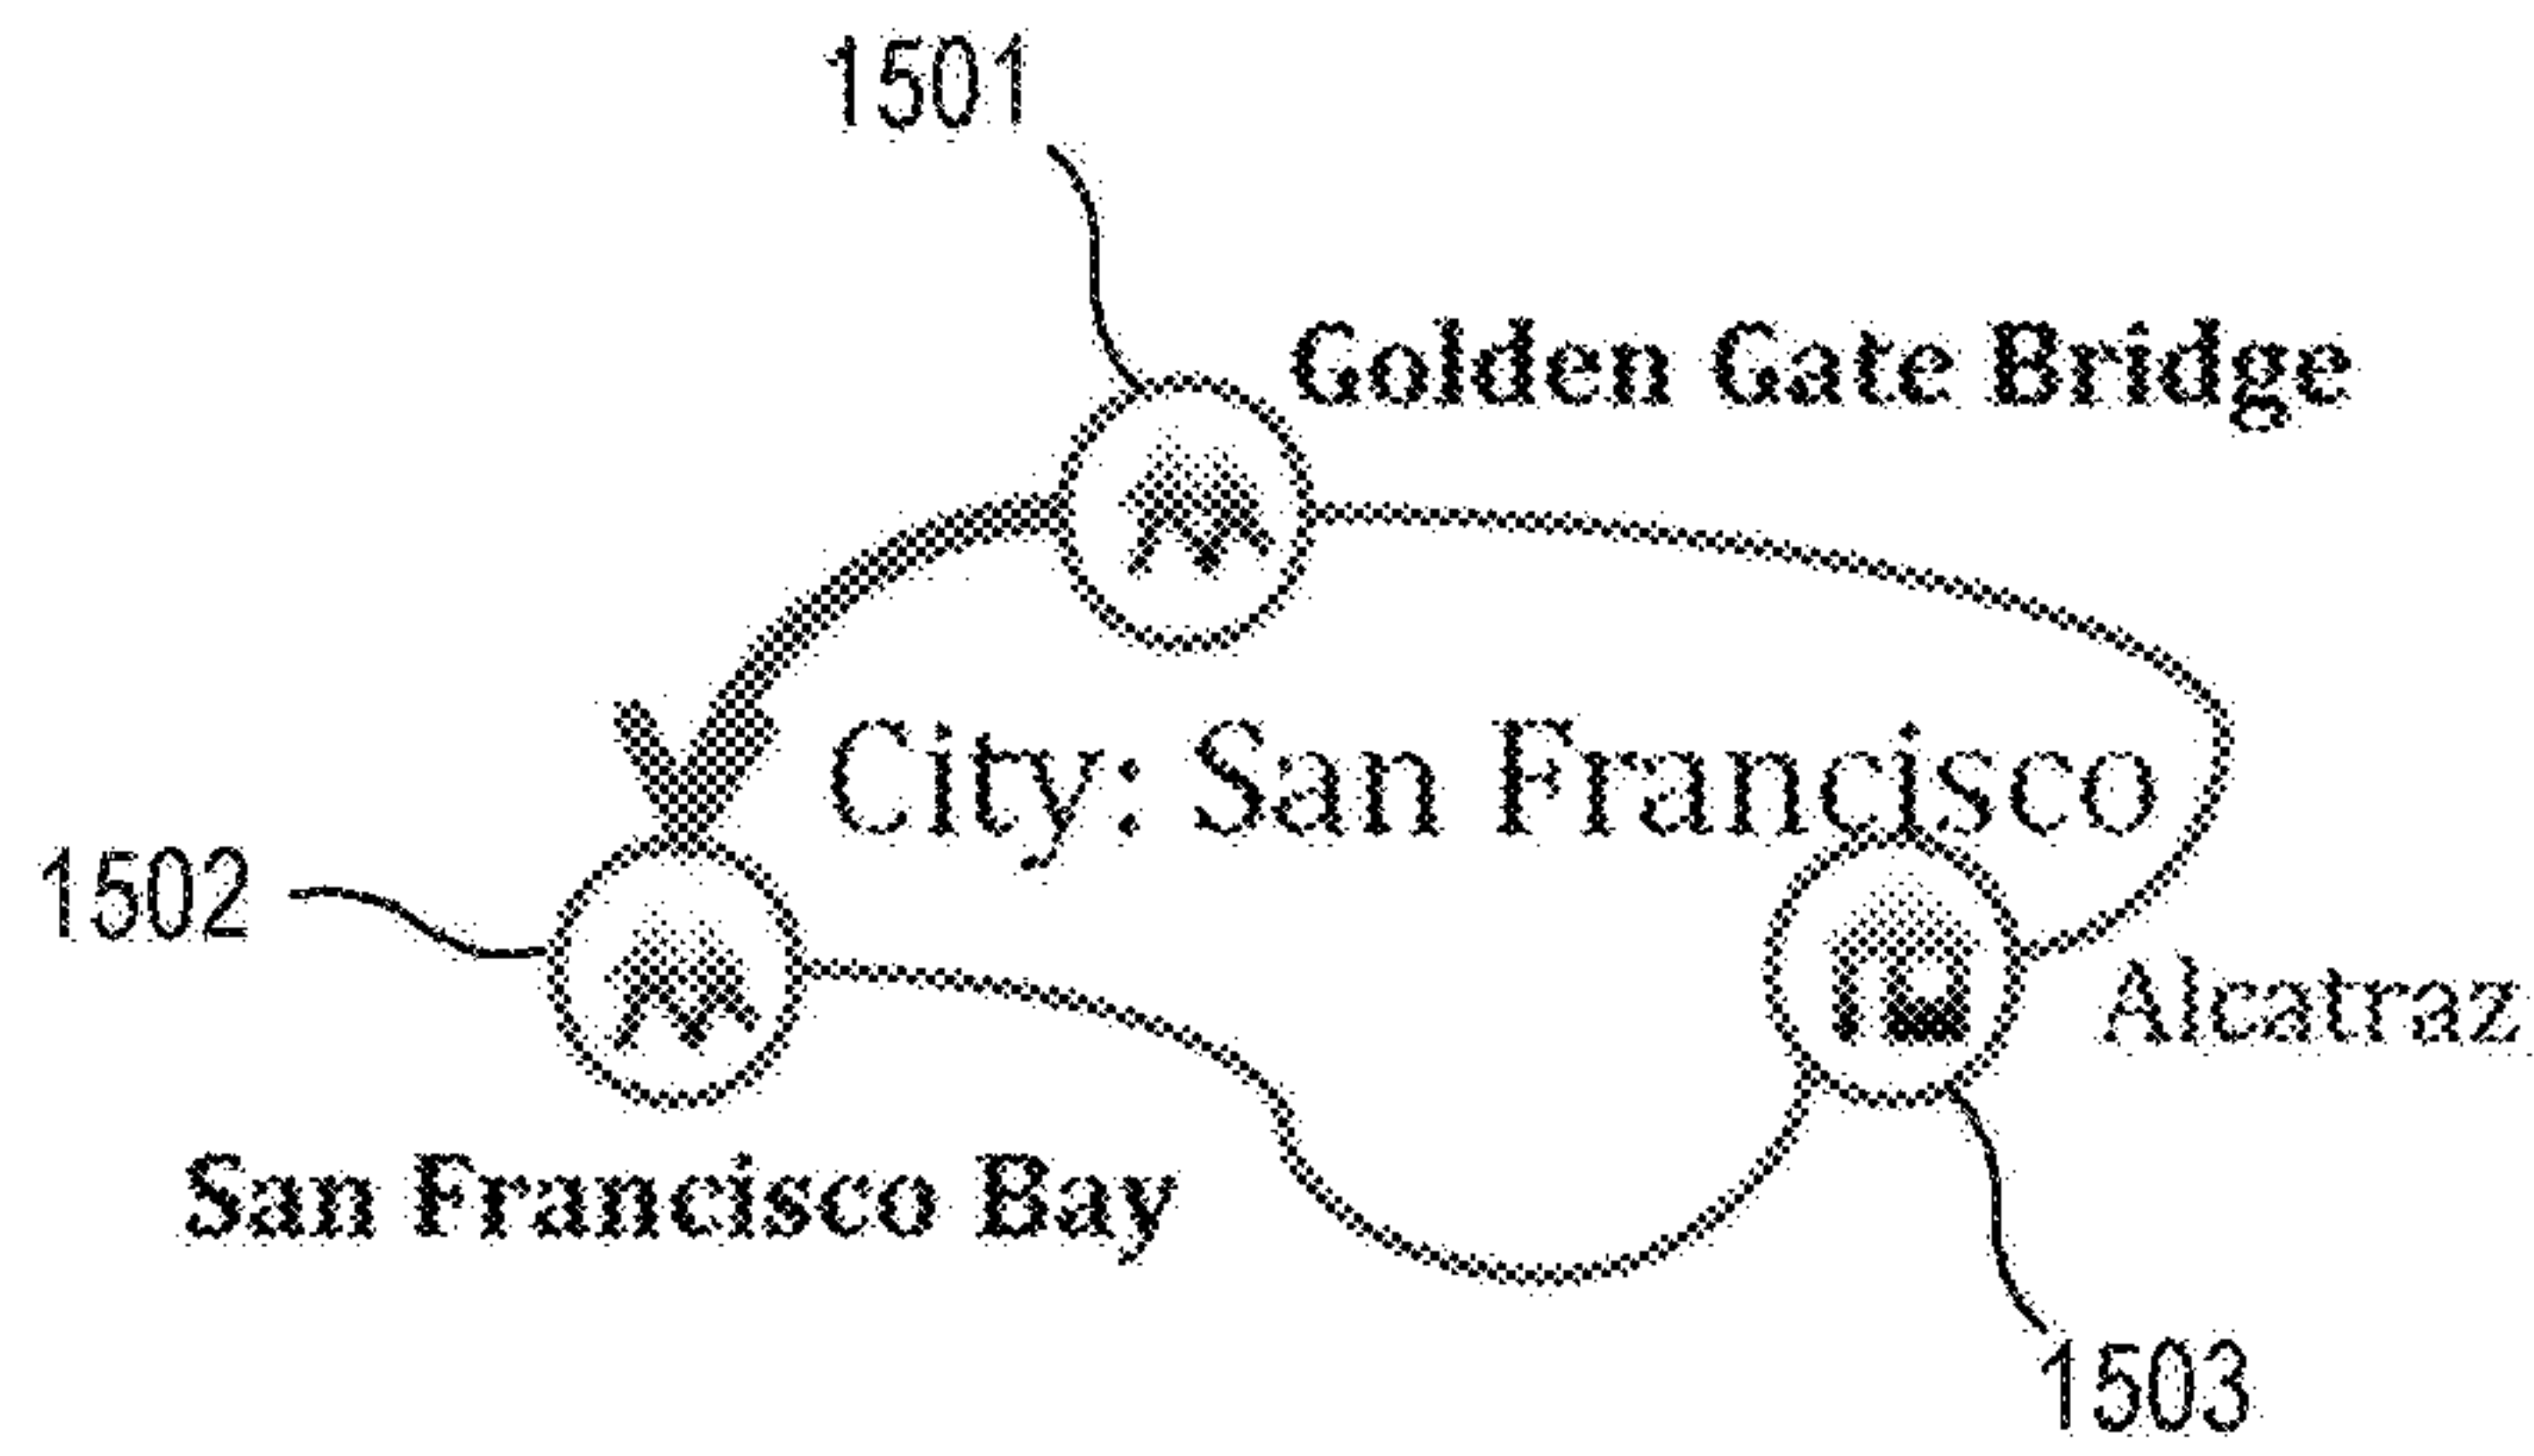 1501
Golden Gate Bridge
City: San Francisco
1502
Alcatraz
San Francisco Bay
1503